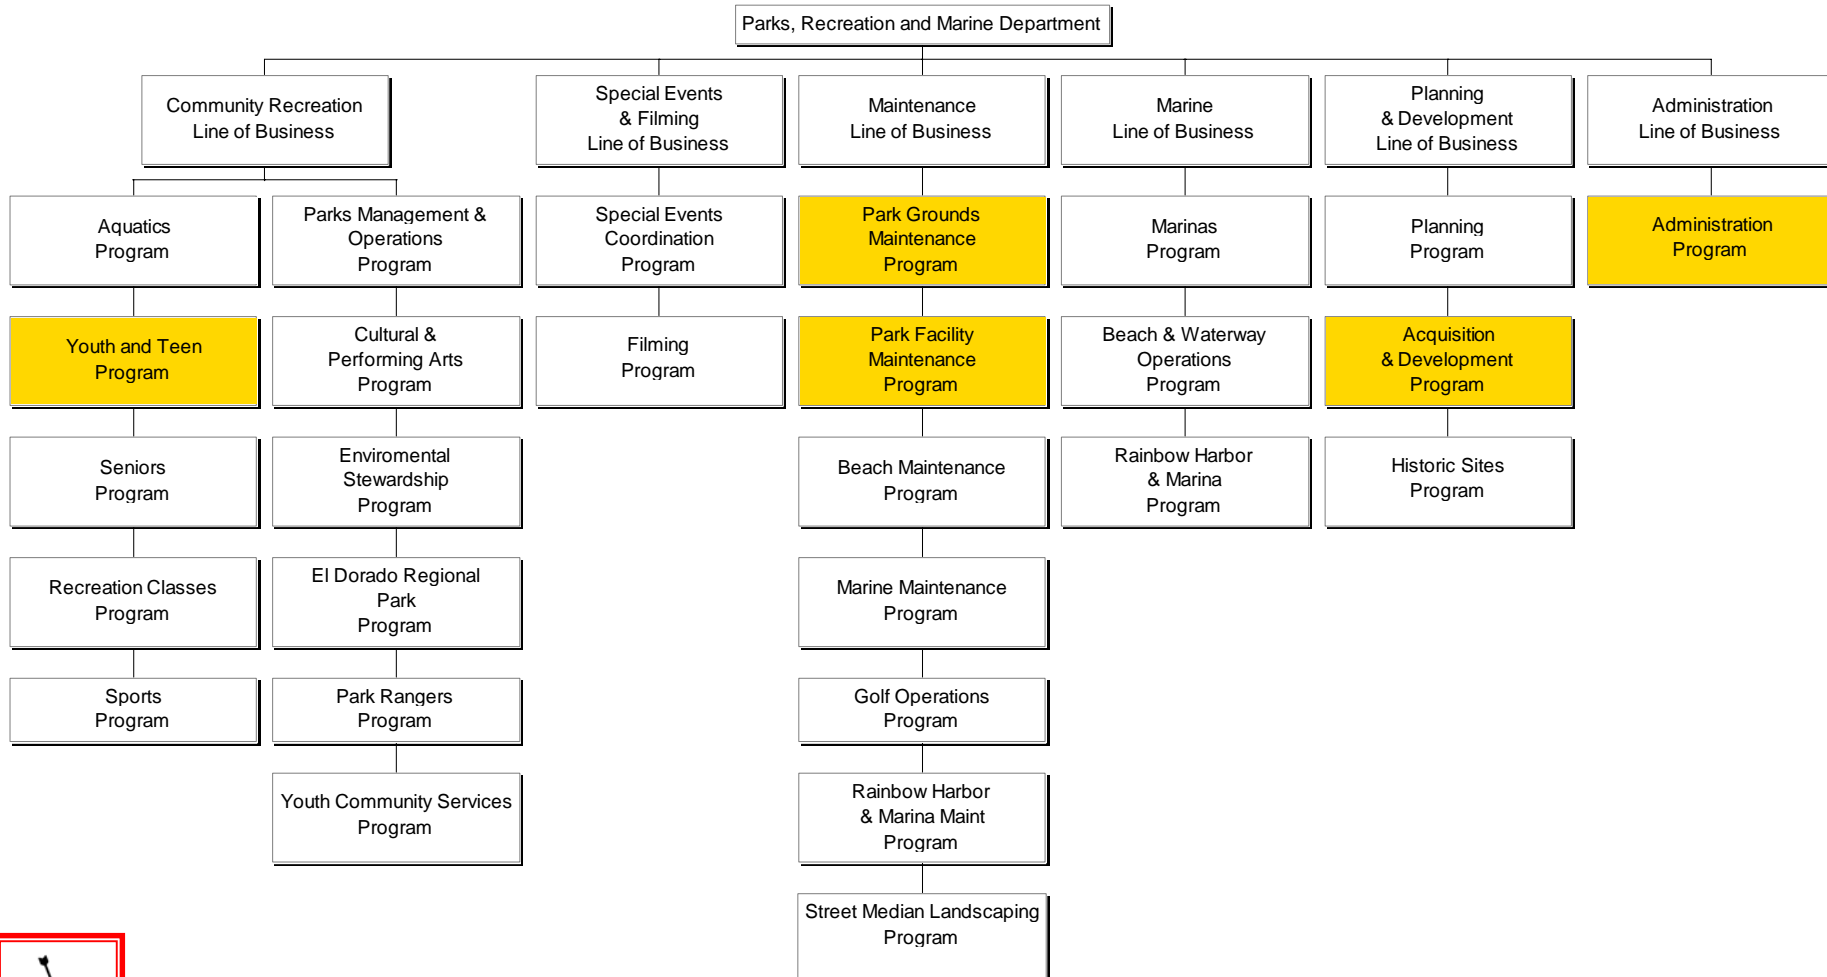 Parks, Recreation and Marine Department
Community Recreation
Line of Business
Special Events
& Filming
Line of Business
Maintenance
Line of Business
Marine
Line of Business
Planning
& Development
Line of Business
Administration
Line of Business
Aquatics
Program
Parks Management &
Operations
Program
Special Events
Coordination
Program
Park Grounds
Maintenance
Program
Marinas
Program
Planning
Program
Administration
Program
Youth and Teen
Program
Cultural &
Performing Arts
Program
Filming
Program
Park Facility
Maintenance
Program
Beach & Waterway
Operations
Program
Acquisition
& Development
Program
Seniors
Program
Enviromental
Stewardship
Program
Beach Maintenance
Program
Rainbow Harbor
& Marina
Program
Historic Sites
Program
Recreation Classes
Program
El Dorado Regional
Park
Program
Marine Maintenance
Program
Sports
Program
Park Rangers
Program
Golf Operations
Program
Youth Community Services
Program
Rainbow Harbor
& Marina Maint
Program
Street Median Landscaping
Program